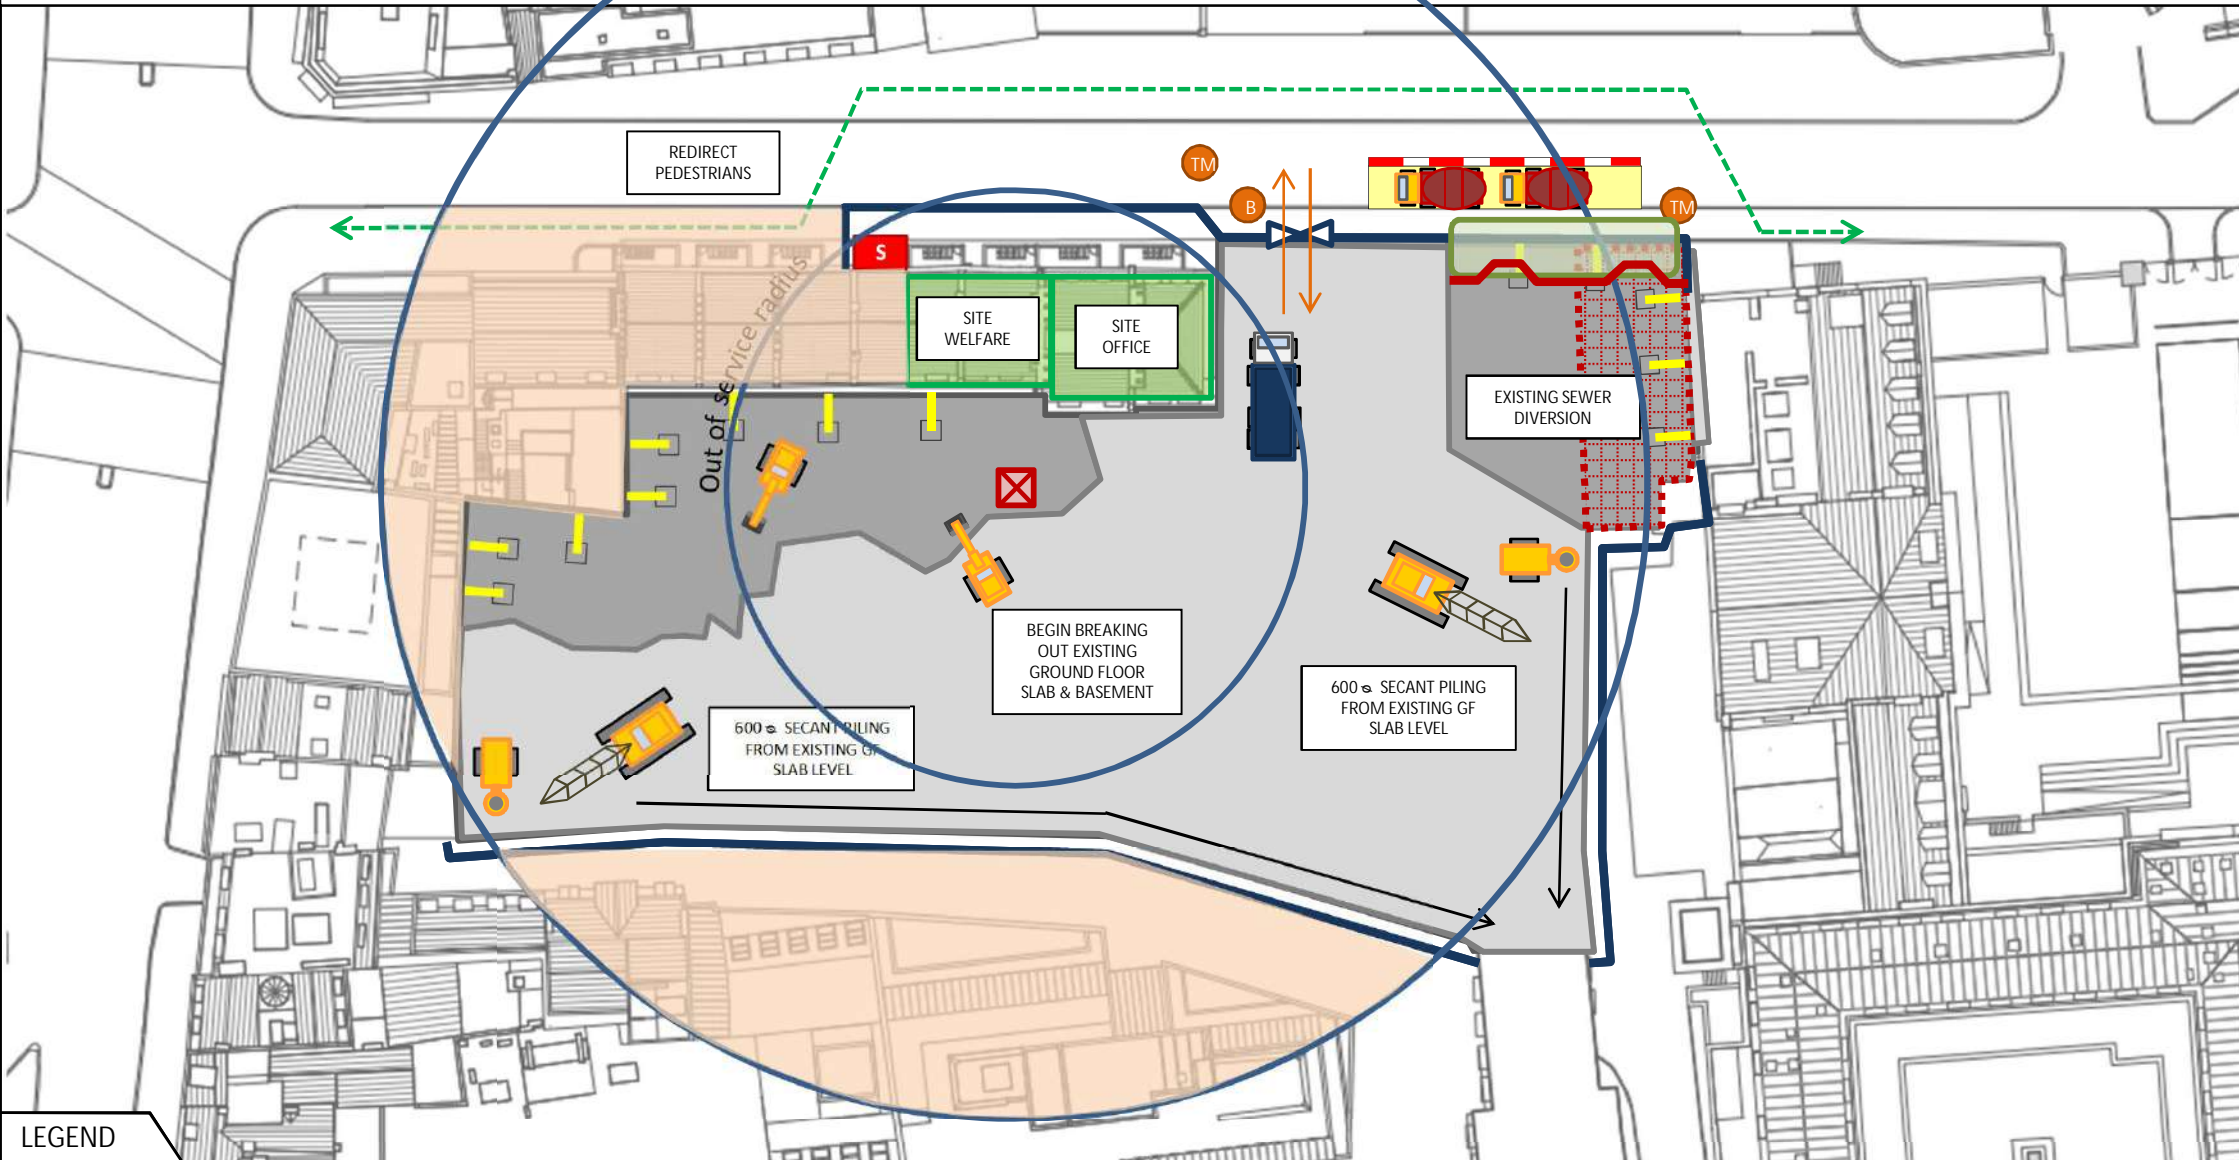 REDIRECT
PEDESTRIANS
TM
B
TM
S
SITE
WELFARE
SITE
OFFICE
Out of service radius
EXISTING SEWER
DIVERSION
BEGIN BREAKING
OUT EXISTING
GROUND FLOOR
SLAB & BASEMENT
600 ⌀ SECANT PILING
FROM EXISTING GF
SLAB LEVEL
600 ⌀ SECANT PILING
FROM EXISTING GF
SLAB LEVEL
LEGEND